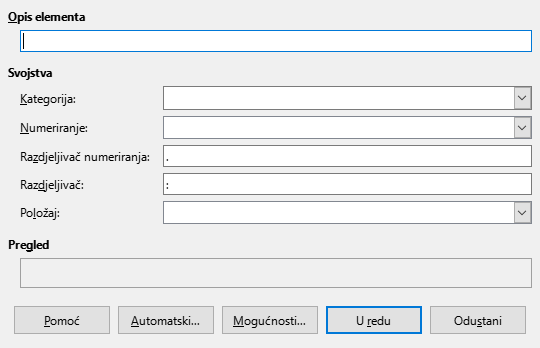 Opis elementa
Svojstva
Kategorija:
Numeriranje:
Razdjeljivač numeriranja: .
Razdjeljivač: :
Položaj:
Pregled
Pomoć Automatski... Mogućnosti... U redu Odustani